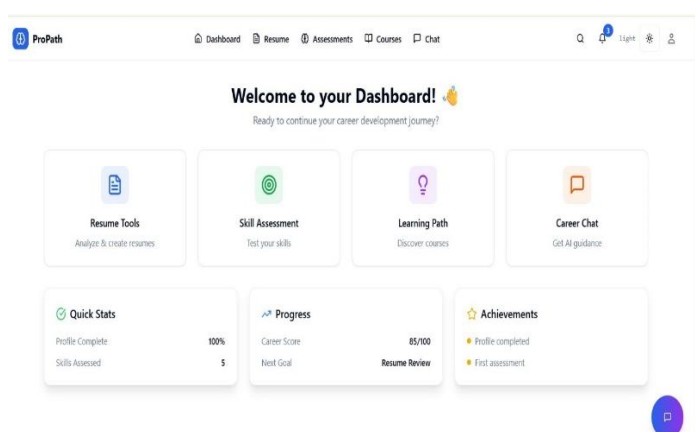 ProPath
Dashboard Resume Assessments Courses Chat
3
light
Welcome to your Dashboard! 👋
Ready to continue your career development journey?
Resume Tools
Analyze & create resumes
Skill Assessment
Test your skills
Learning Path
Discover courses
Career Chat
Get AI guidance
Quick Stats
Profile Complete 100%
Skills Assessed 5
Progress
Career Score 85/100
Next Goal Resume Review
Achievements
Profile completed
First assessment